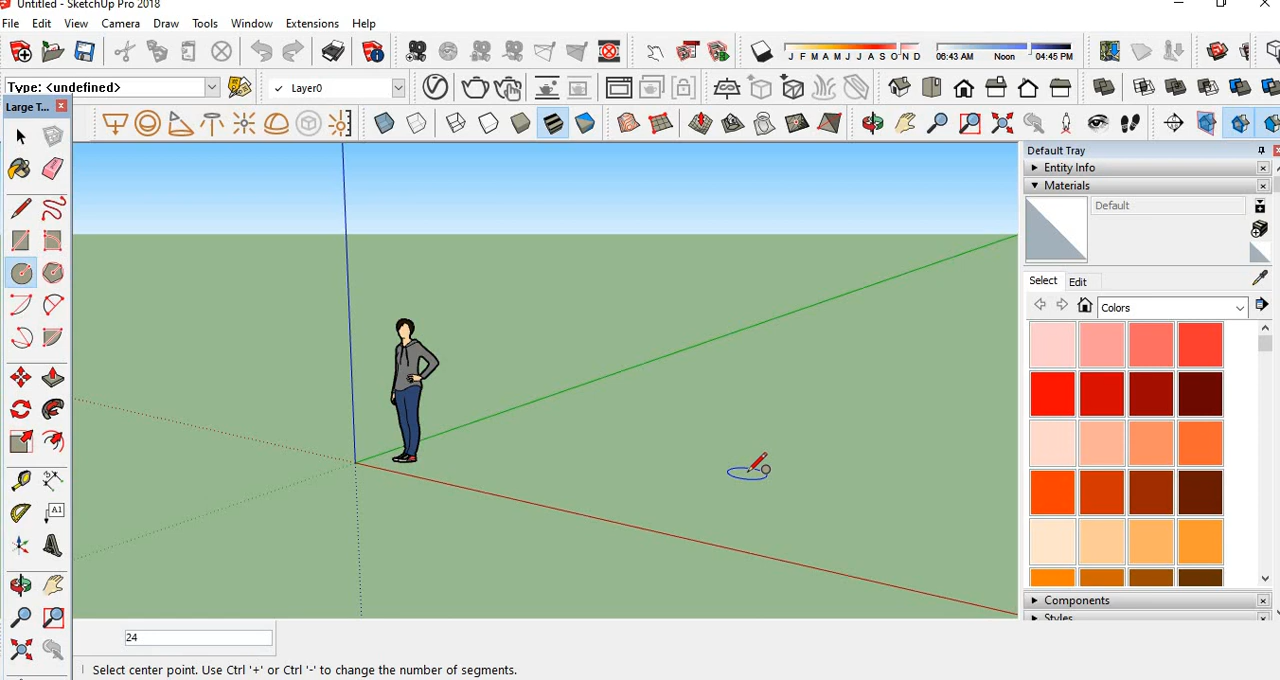 Untitled - SketchUp Pro 2018
File Edit View Camera Draw Tools Window Extensions Help
J F M A M J J A S O N D 06:43 AM Noon 04:45 PM
Type: <undefined> Layer0
Large T...
Default Tray
Entity Info
Materials
Default
Select Edit
Colors
A1
Components
Styles
24
Select center point. Use Ctrl '+' or Ctrl '-' to change the number of segments.